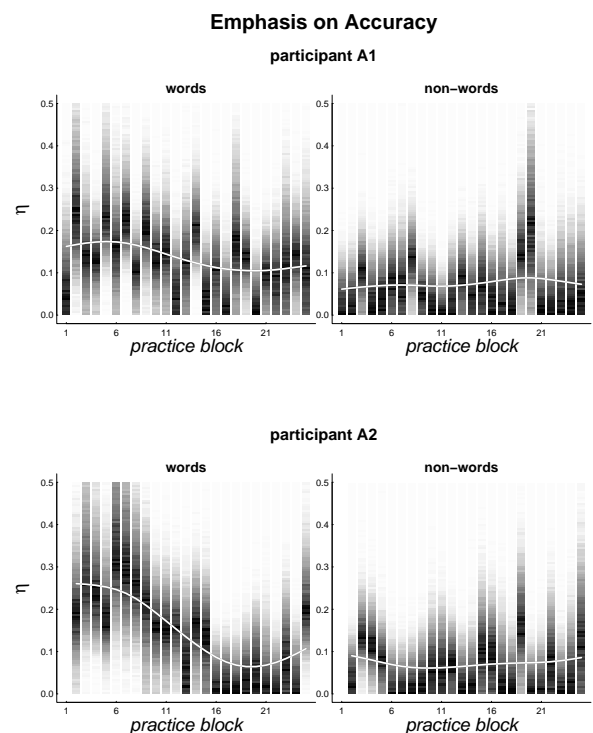 Emphasis on Accuracy
participant A1
words non−words
0.5 0.5
0.4 0.4
0.3 0.3
η
0.2 0.2
0.1 0.1
0.0 0.0
1 6 11 16 21 1 6 11 16 21
practice block practice block
participant A2
words non−words
0.5 0.5
0.4 0.4
0.3 0.3
η
0.2 0.2
0.1 0.1
0.0 0.0
1 6 11 16 21 1 6 11 16 21
practice block practice block